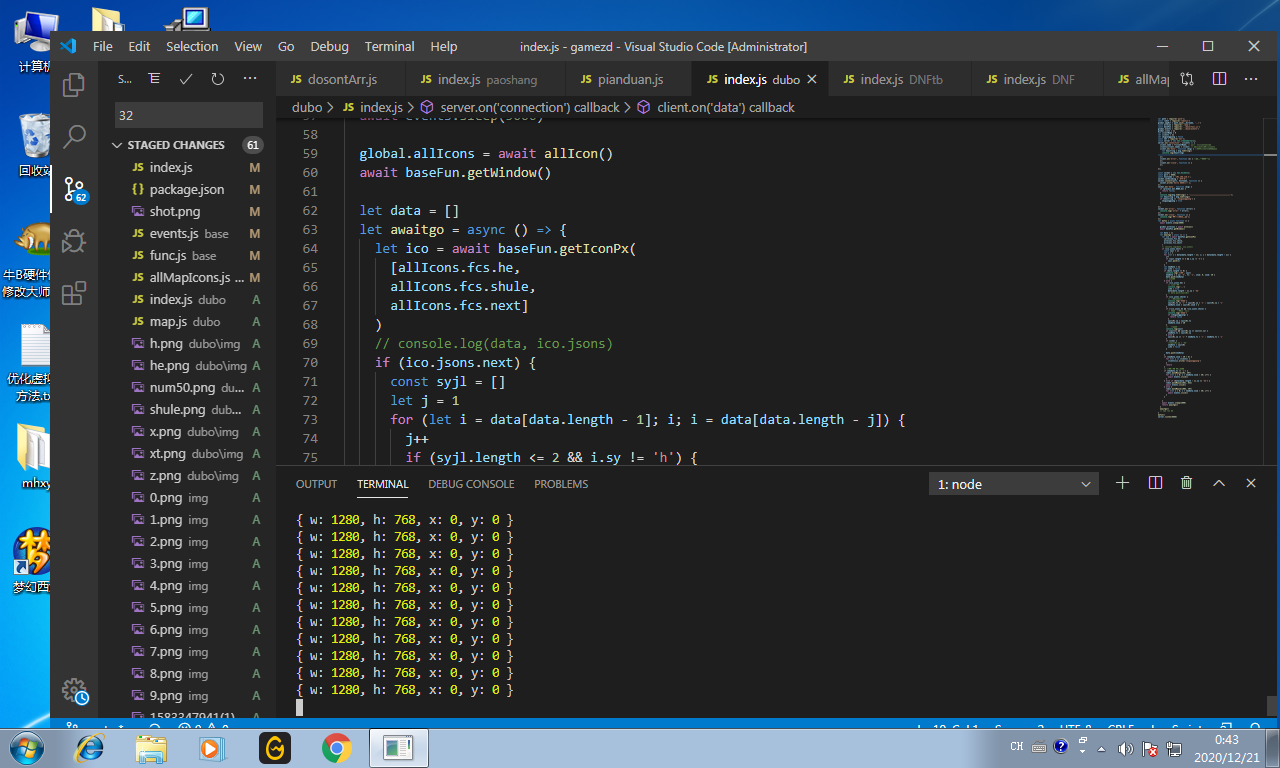 计算机
回收站
牛B硬件
修改大师
优化虚拟
方法.tx
mhxy
梦幻西
File Edit Selection View Go Debug Terminal Help
index.js - gamezd - Visual Studio Code [Administrator]
S...
dosontArr.js
index.js paoshang
pianduan.js
index.js dubo
index.js DNFtb
index.js DNF
allMap
32
STAGED CHANGES 61
index.js M
package.json M
shot.png M
events.js base M
func.js base M
allMapIcons.js ... M
index.js dubo A
map.js dubo A
h.png dubo\img A
he.png dubo\img A
num50.png du... A
shule.png dub... A
x.png dubo\img A
xt.png dubo\img A
z.png dubo\img A
0.png img A
1.png img A
2.png img A
3.png img A
4.png img A
5.png img A
6.png img A
7.png img A
8.png img A
9.png img A
1583347941(1)
62
dubo > JS index.js > server.on('connection') callback > client.on('data') callback
57 await events.sleep(5000)
58
59 global.allIcons = await allIcon()
60 await baseFun.getWindow()
61
62 let data = []
63 let awaitgo = async () => {
64 let ico = await baseFun.getIconPx(
65 [allIcons.fcs.he,
66 allIcons.fcs.shule,
67 allIcons.fcs.next]
68 )
69 // console.log(data, ico.jsons)
70 if (ico.jsons.next) {
71 const syjl = []
72 let j = 1
73 for (let i = data[data.length - 1]; i; i = data[data.length - j]) {
74 j++
75 if (syjl.length <= 2 && i.sy != 'h') {
OUTPUT TERMINAL DEBUG CONSOLE PROBLEMS
1: node
{ w: 1280, h: 768, x: 0, y: 0 }
{ w: 1280, h: 768, x: 0, y: 0 }
{ w: 1280, h: 768, x: 0, y: 0 }
{ w: 1280, h: 768, x: 0, y: 0 }
{ w: 1280, h: 768, x: 0, y: 0 }
{ w: 1280, h: 768, x: 0, y: 0 }
{ w: 1280, h: 768, x: 0, y: 0 }
{ w: 1280, h: 768, x: 0, y: 0 }
{ w: 1280, h: 768, x: 0, y: 0 }
{ w: 1280, h: 768, x: 0, y: 0 }
{ w: 1280, h: 768, x: 0, y: 0 }
CH
0:43
2020/12/21